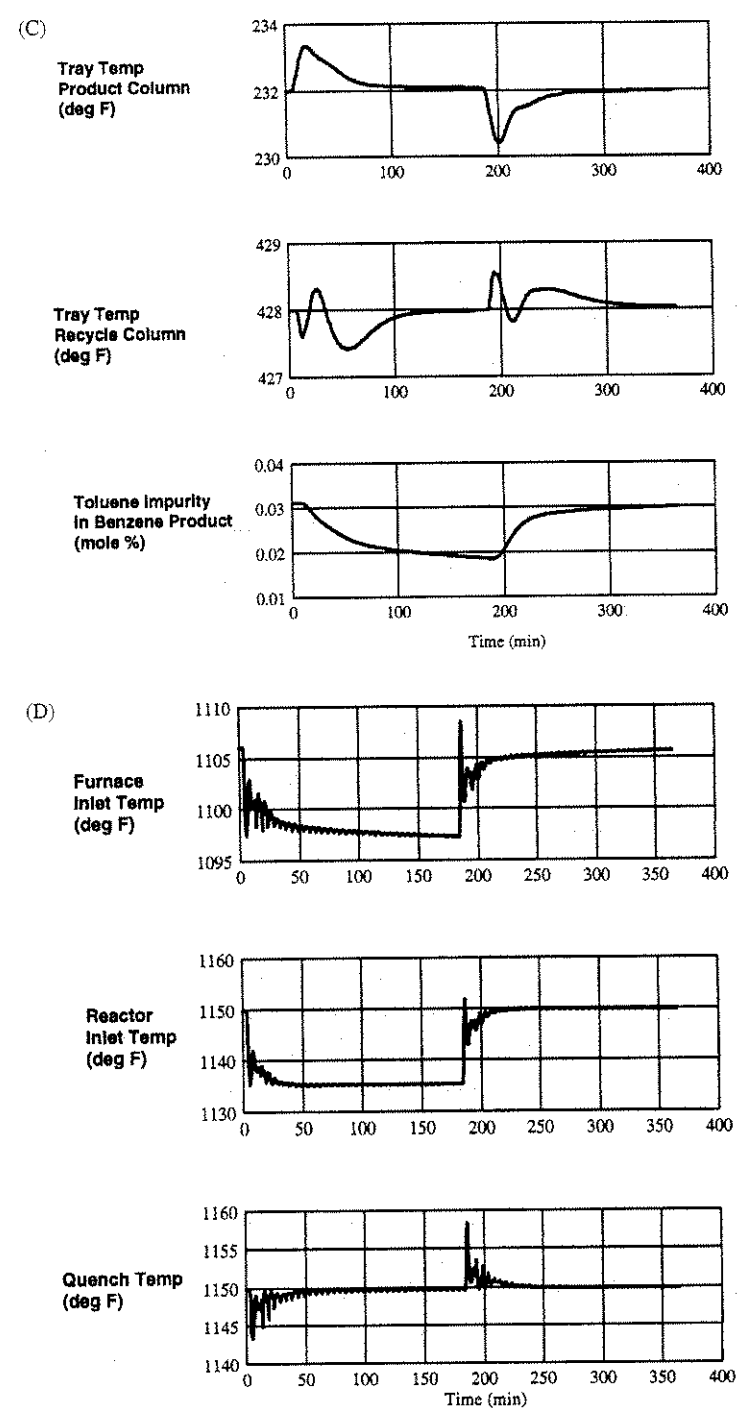 (C)
234
Tray Temp
Product Column
(deg F)
232
230
0 100 200 300 400
429
Tray Temp
Recycle Column
(deg F)
428
427
0 100 200 300 400
0.04
Toluene Impurity
in Benzene Product
(mole %)
0.03
0.02
0.01
0 100 200 300 400
Time (min)
(D)
1110
Furnace
Inlet Temp
(deg F)
1105
1100
1095
0 50 100 150 200 250 300 350 400
1160
Reactor
Inlet Temp
(deg F)
1150
1140
1130
0 50 100 150 200 250 300 350 400
1160
Quench Temp
(deg F)
1155
1150
1145
1140
0 50 100 150 200 250 300 350 400
Time (min)